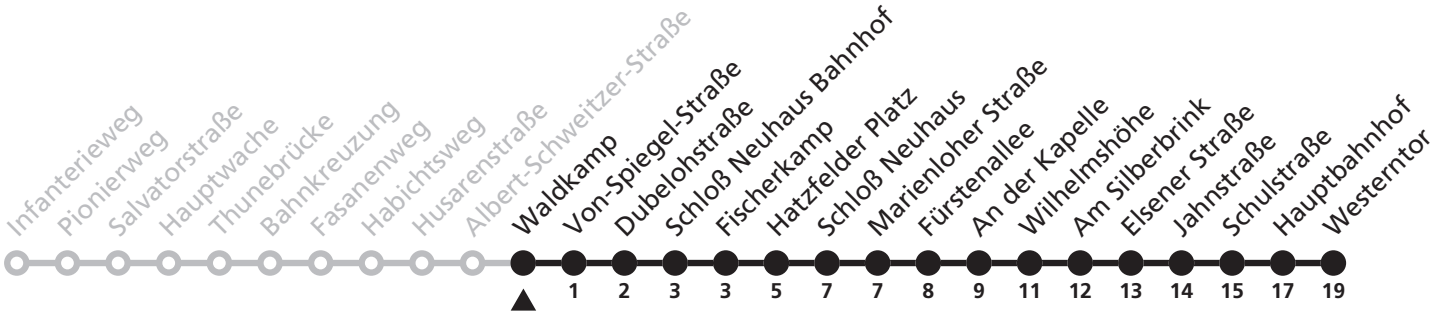 Infanterieweg
Pionierweg
Salvatorstraße
Hauptwache
Thunebrücke
Bahnkreuzung
Fasanenweg
Habichtsweg
Husarenstraße
Albert-Schweitzer-Straße
Waldkamp
Von-Spiegel-Straße
Dubelohstraße
Schloß Neuhaus Bahnhof
Fischerkamp
Hatzfelder Platz
Schloß Neuhaus
Marienloher Straße
Fürstenallee
An der Kapelle
Wilhelmshöhe
Am Silberbrink
Elsener Straße
Jahnstraße
Schulstraße
Hauptbahnhof
Westerntor
1 2 3 3 5 7 7 8 9 11 12 13 14 15 17 19